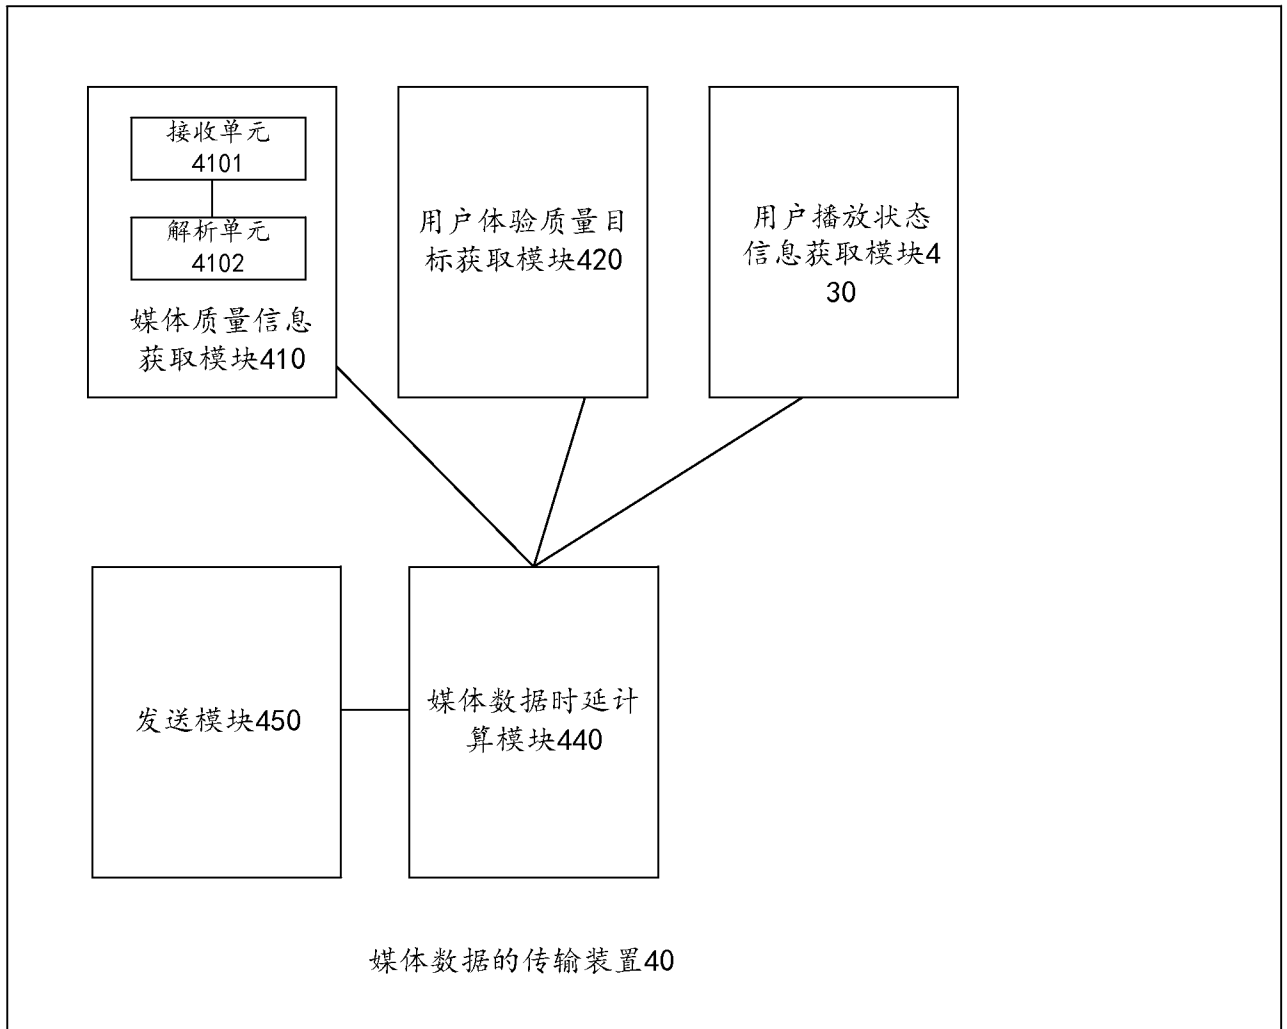 接收单元
4101
解析单元
4102
媒体质量信息
获取模块410
用户体验质量目
标获取模块420
用户播放状态
信息获取模块4
30
发送模块450
媒体数据时延计
算模块440
媒体数据的传输装置40